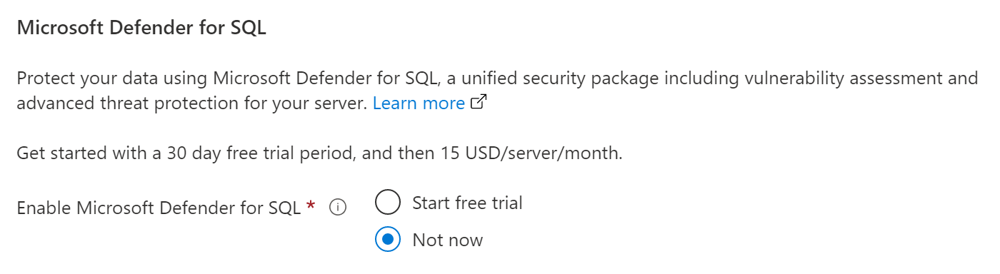 Microsoft Defender for SQL
Protect your data using Microsoft Defender for SQL, a unified security package including vulnerability assessment and
advanced threat protection for your server. Learn more
Get started with a 30 day free trial period, and then 15 USD/server/month.
Enable Microsoft Defender for SQL *
Start free trial
Not now